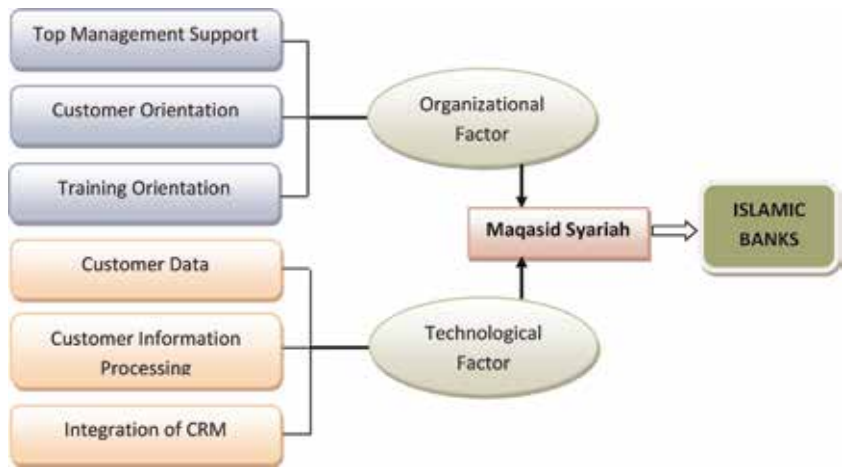 Top Management Support
Customer Orientation
Training Orientation
Customer Data
Customer Information
Processing
Integration of CRM
Organizational
Factor
Technological
Factor
Maqasid Syariah
ISLAMIC
BANKS